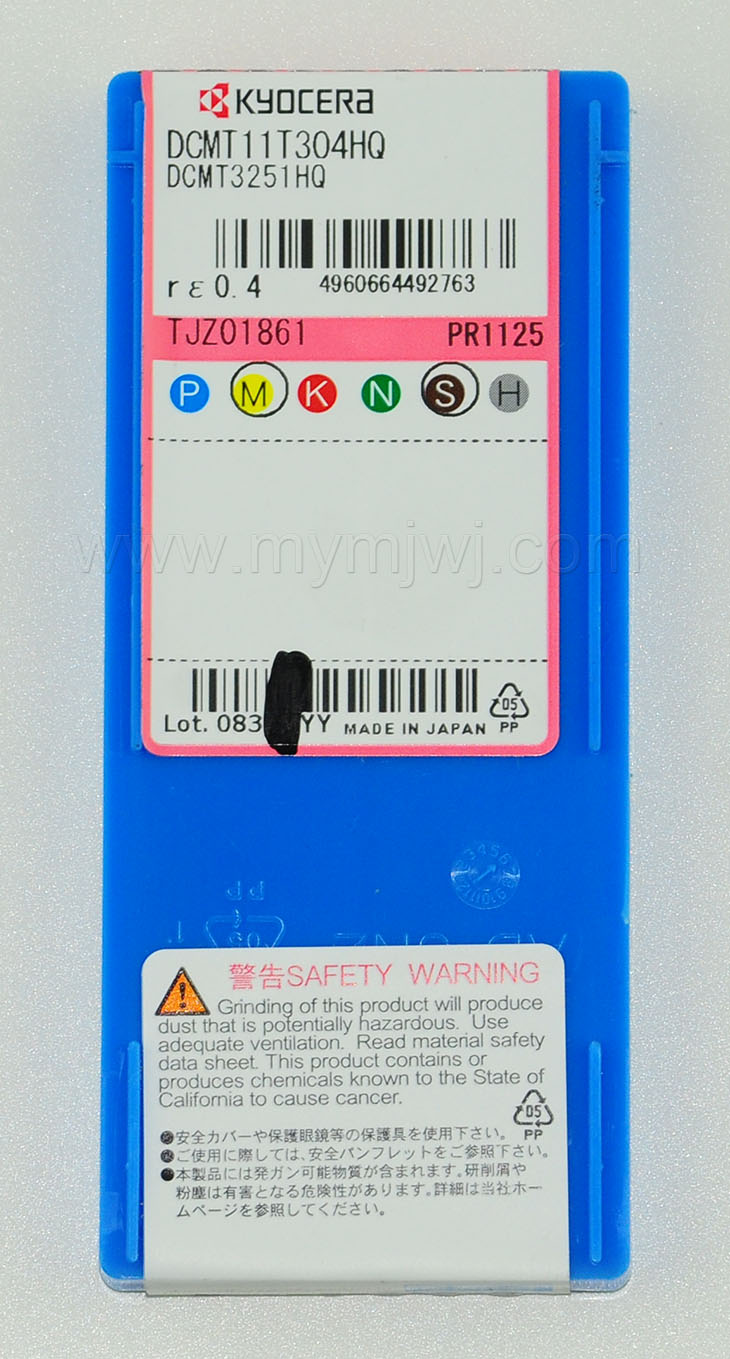 KYOCERA
DCMT11T304HQ
DCMT3251HQ
rε0.4 4960664492763
TJZ01861 PR1125
P M K N S H
www.mymjwj.com
Lot. 083 YY MADE IN JAPAN
05
PP
PP
警告SAFETY WARNING
Grinding of this product will produce
dust that is potentially hazardous. Use
adequate ventilation. Read material safety
data sheet. This product contains or
produces chemicals known to the State of
California to cause cancer.
05
PP
●安全カバーや保護眼鏡等の保護具を使用下さい。
●ご使用に際しては、安全パンフレットをご参照下さい。
●本製品には発ガン可能物質が含まれます。研削屑や
粉塵は有害となる危険性があります。詳細は当社ホー
ムページを参照してください。